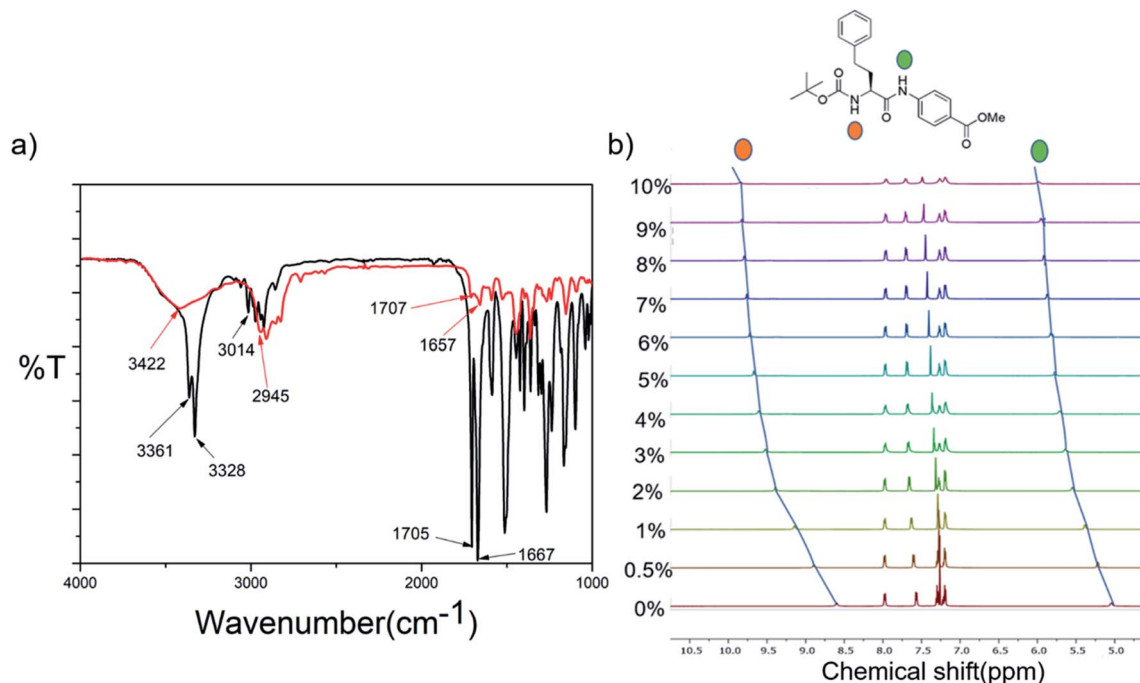 a)
%T
3422
3361
3328
3014
2945
1707
1657
1705
1667
4000
3000
2000
1000
Wavenumber(cm-1)
b)
O
O
N
H
O
H
N
O
OMe
10%
9%
8%
7%
6%
5%
4%
3%
2%
1%
0.5%
0%
10.5 10.0 9.5 9.0 8.5 8.0 7.5 7.0 6.5 6.0 5.5 5.0
Chemical shift(ppm)